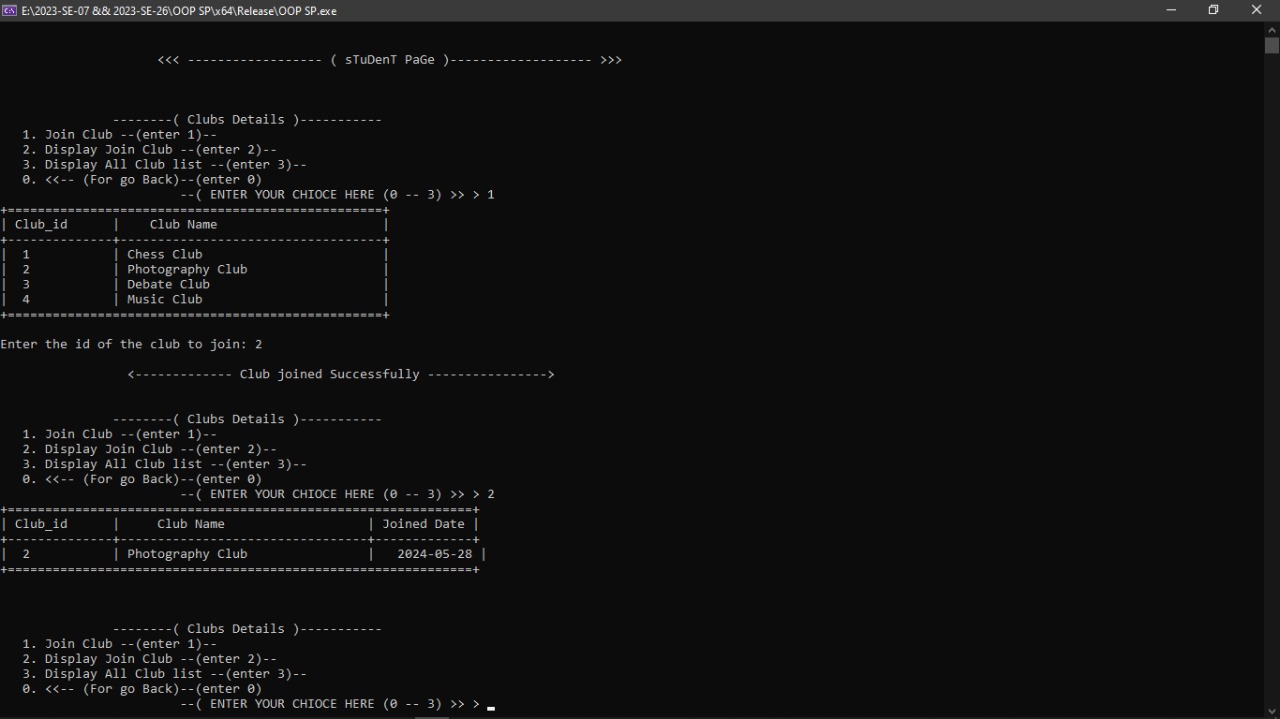 E:\2023-SE-07 && 2023-SE-26\OOP SP\x64\Release\OOP SP.exe
<<< ------------------ ( sTuDenT PaGe )------------------- >>>
--------( Clubs Details )-----------
1. Join Club --(enter 1)--
2. Display Join Club --(enter 2)--
3. Display All Club list --(enter 3)--
0. <<-- (For go Back)--(enter 0)
--( ENTER YOUR CHIOCE HERE (0 -- 3) >> > 1
+==================================================+
| Club_id      |    Club Name                      |
+--------------+-----------------------------------+
|  1           | Chess Club                        |
|  2           | Photography Club                  |
|  3           | Debate Club                       |
|  4           | Music Club                        |
+==================================================+
Enter the id of the club to join: 2
<------------- Club joined Successfully ---------------->
--------( Clubs Details )-----------
1. Join Club --(enter 1)--
2. Display Join Club --(enter 2)--
3. Display All Club list --(enter 3)--
0. <<-- (For go Back)--(enter 0)
--( ENTER YOUR CHIOCE HERE (0 -- 3) >> > 2
+==============================================================+
| Club_id      |     Club Name                   | Joined Date |
+--------------+---------------------------------+-------------+
|  2           | Photography Club                |   2024-05-28 |
+==============================================================+
--------( Clubs Details )-----------
1. Join Club --(enter 1)--
2. Display Join Club --(enter 2)--
3. Display All Club list --(enter 3)--
0. <<-- (For go Back)--(enter 0)
--( ENTER YOUR CHIOCE HERE (0 -- 3) >> >